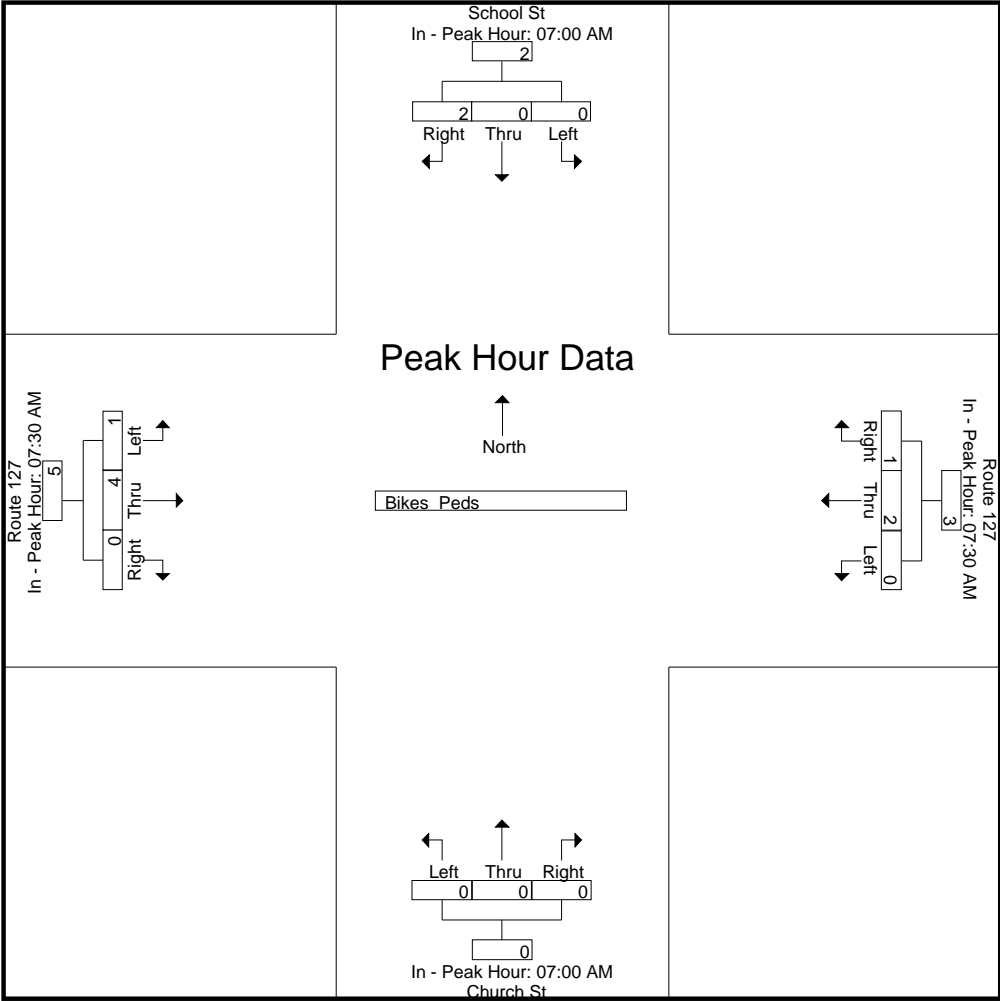 School St
In - Peak Hour: 07:00 AM
2
2 0 0
Right Thru Left
Peak Hour Data
North
Bikes Peds
Route 127
In - Peak Hour: 07:30 AM
5
1 4 0
Left Thru Right
Route 127
In - Peak Hour: 07:30 AM
3
1 2 0
Right Thru Left
Left Thru Right
0 0 0
0
In - Peak Hour: 07:00 AM
Church St